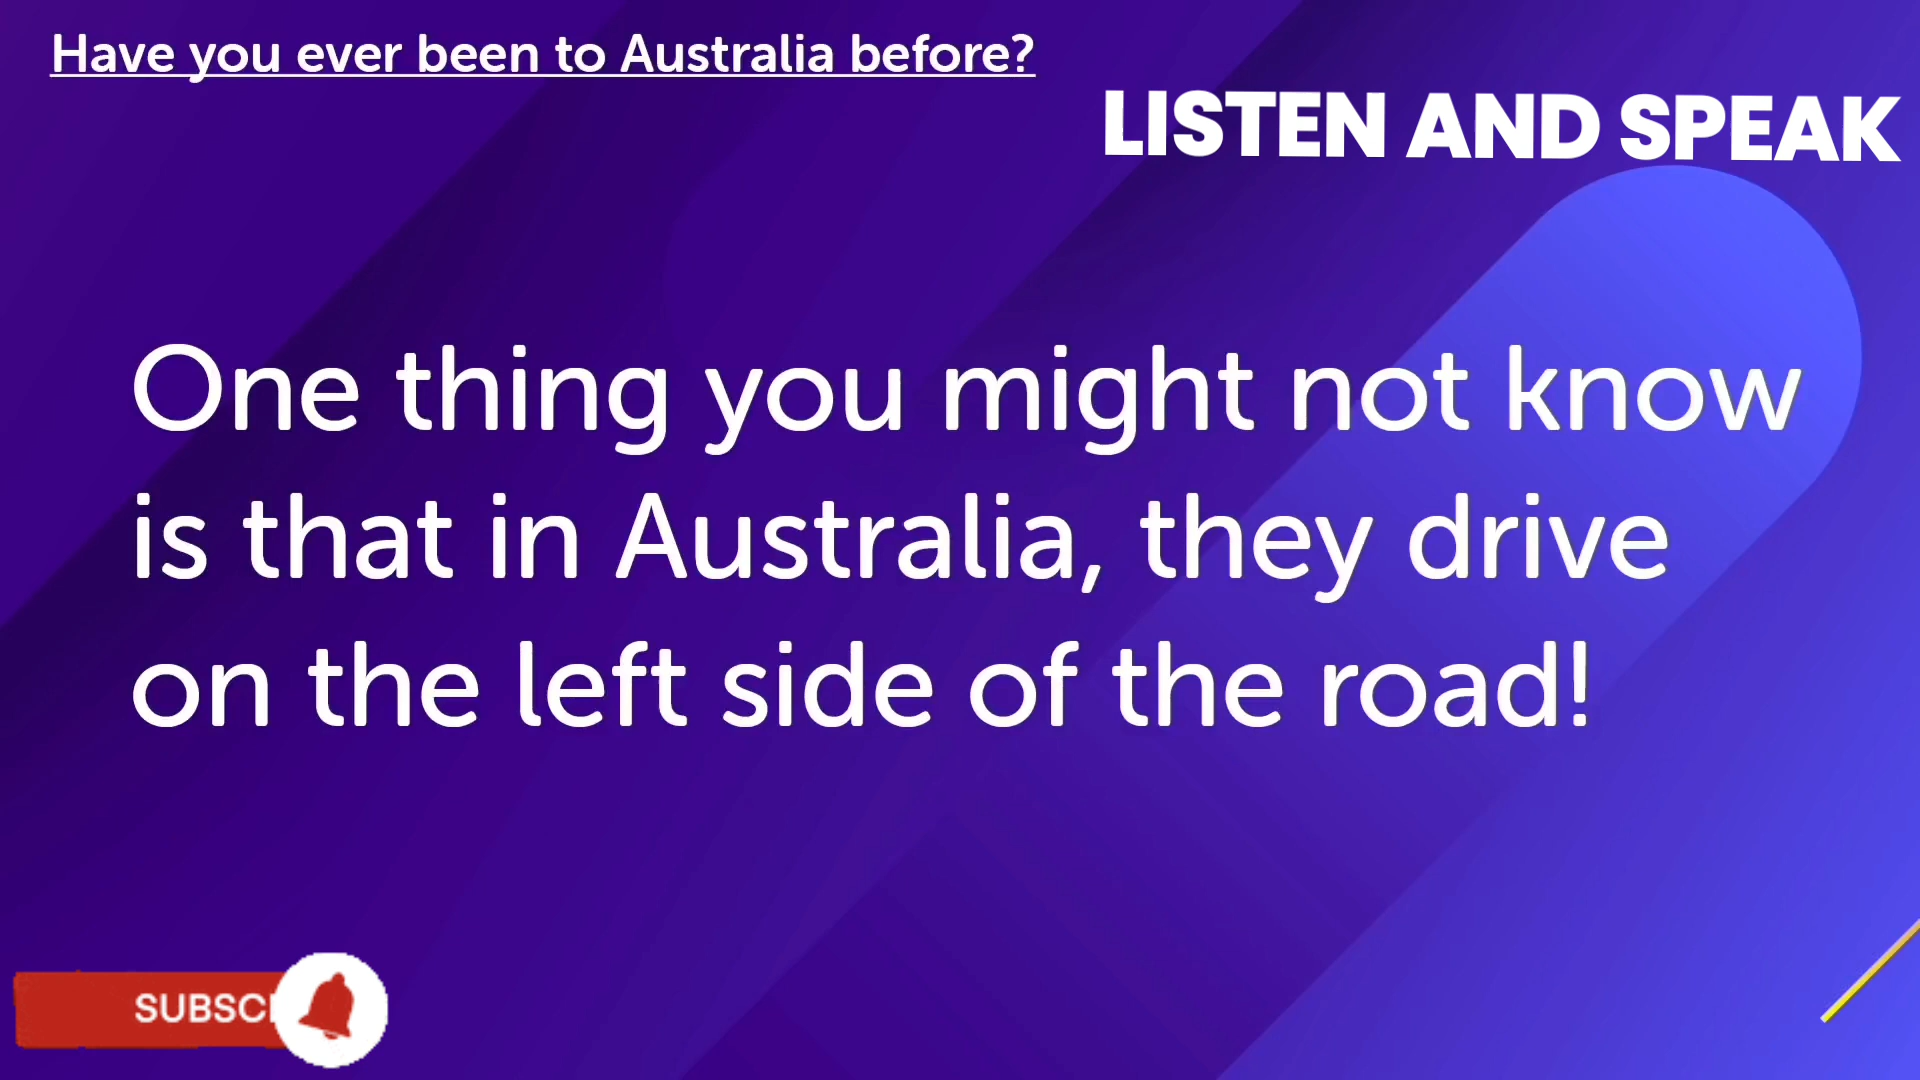 Have you ever been to Australia before?
LISTEN AND SPEAK
One thing you might not know
is that in Australia, they drive
on the left side of the road!
SUBSC